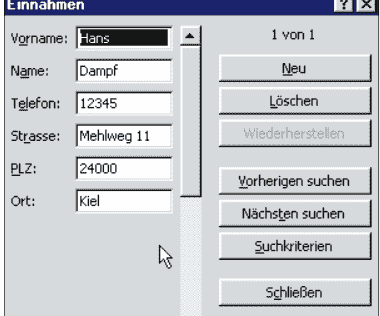 Einnahmen
Vorname: Hans
Name: Dampf
Telefon: 12345
Strasse: Mehlweg 11
PLZ: 24000
Ort: Kiel
1 von 1
Neu
Löschen
Wiederherstellen
Vorherigen suchen
Nächsten suchen
Suchkriterien
Schließen